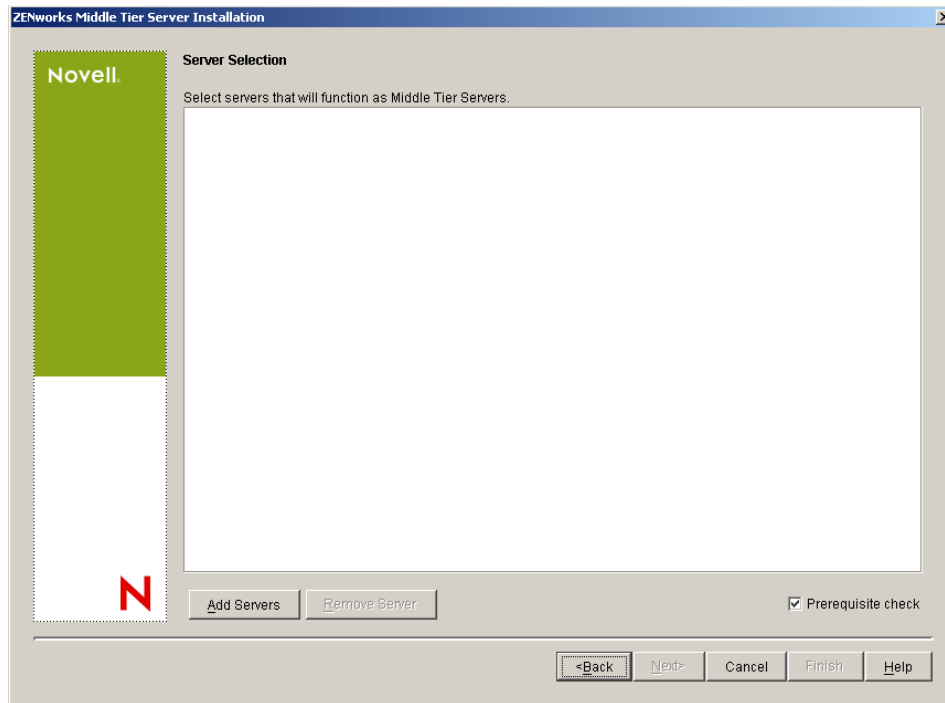 ZENworks Middle Tier Server Installation
Novell.
Server Selection
Select servers that will function as Middle Tier Servers.
N
Add Servers
Remove Server
Prerequisite check
<Back
Next>
Cancel
Finish
Help